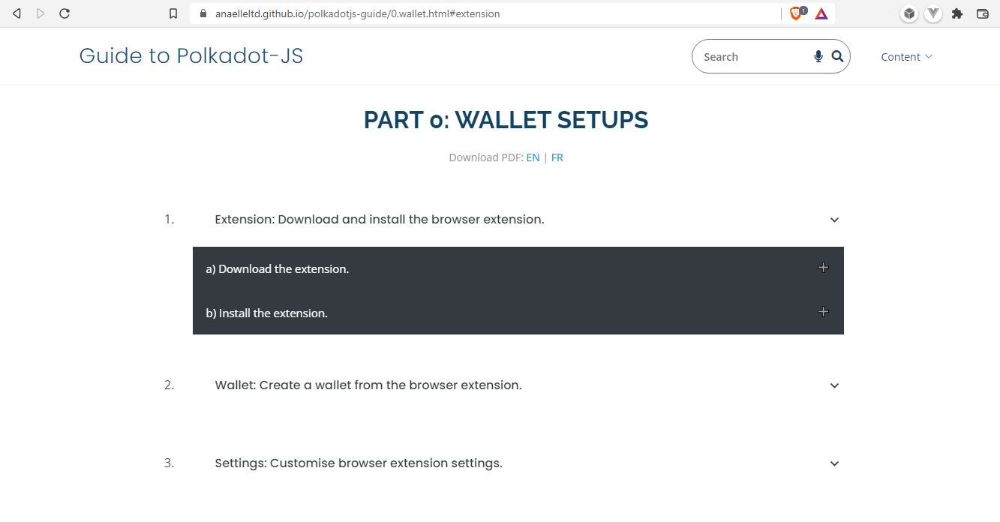 anaelleltd.github.io/polkadotjs-guide/0.wallet.html#extension
1
Guide to Polkadot-JS
Search
Content
PART 0: WALLET SETUPS
Download PDF: EN | FR
1. Extension: Download and install the browser extension.
a) Download the extension.
b) Install the extension.
2. Wallet: Create a wallet from the browser extension.
3. Settings: Customise browser extension settings.